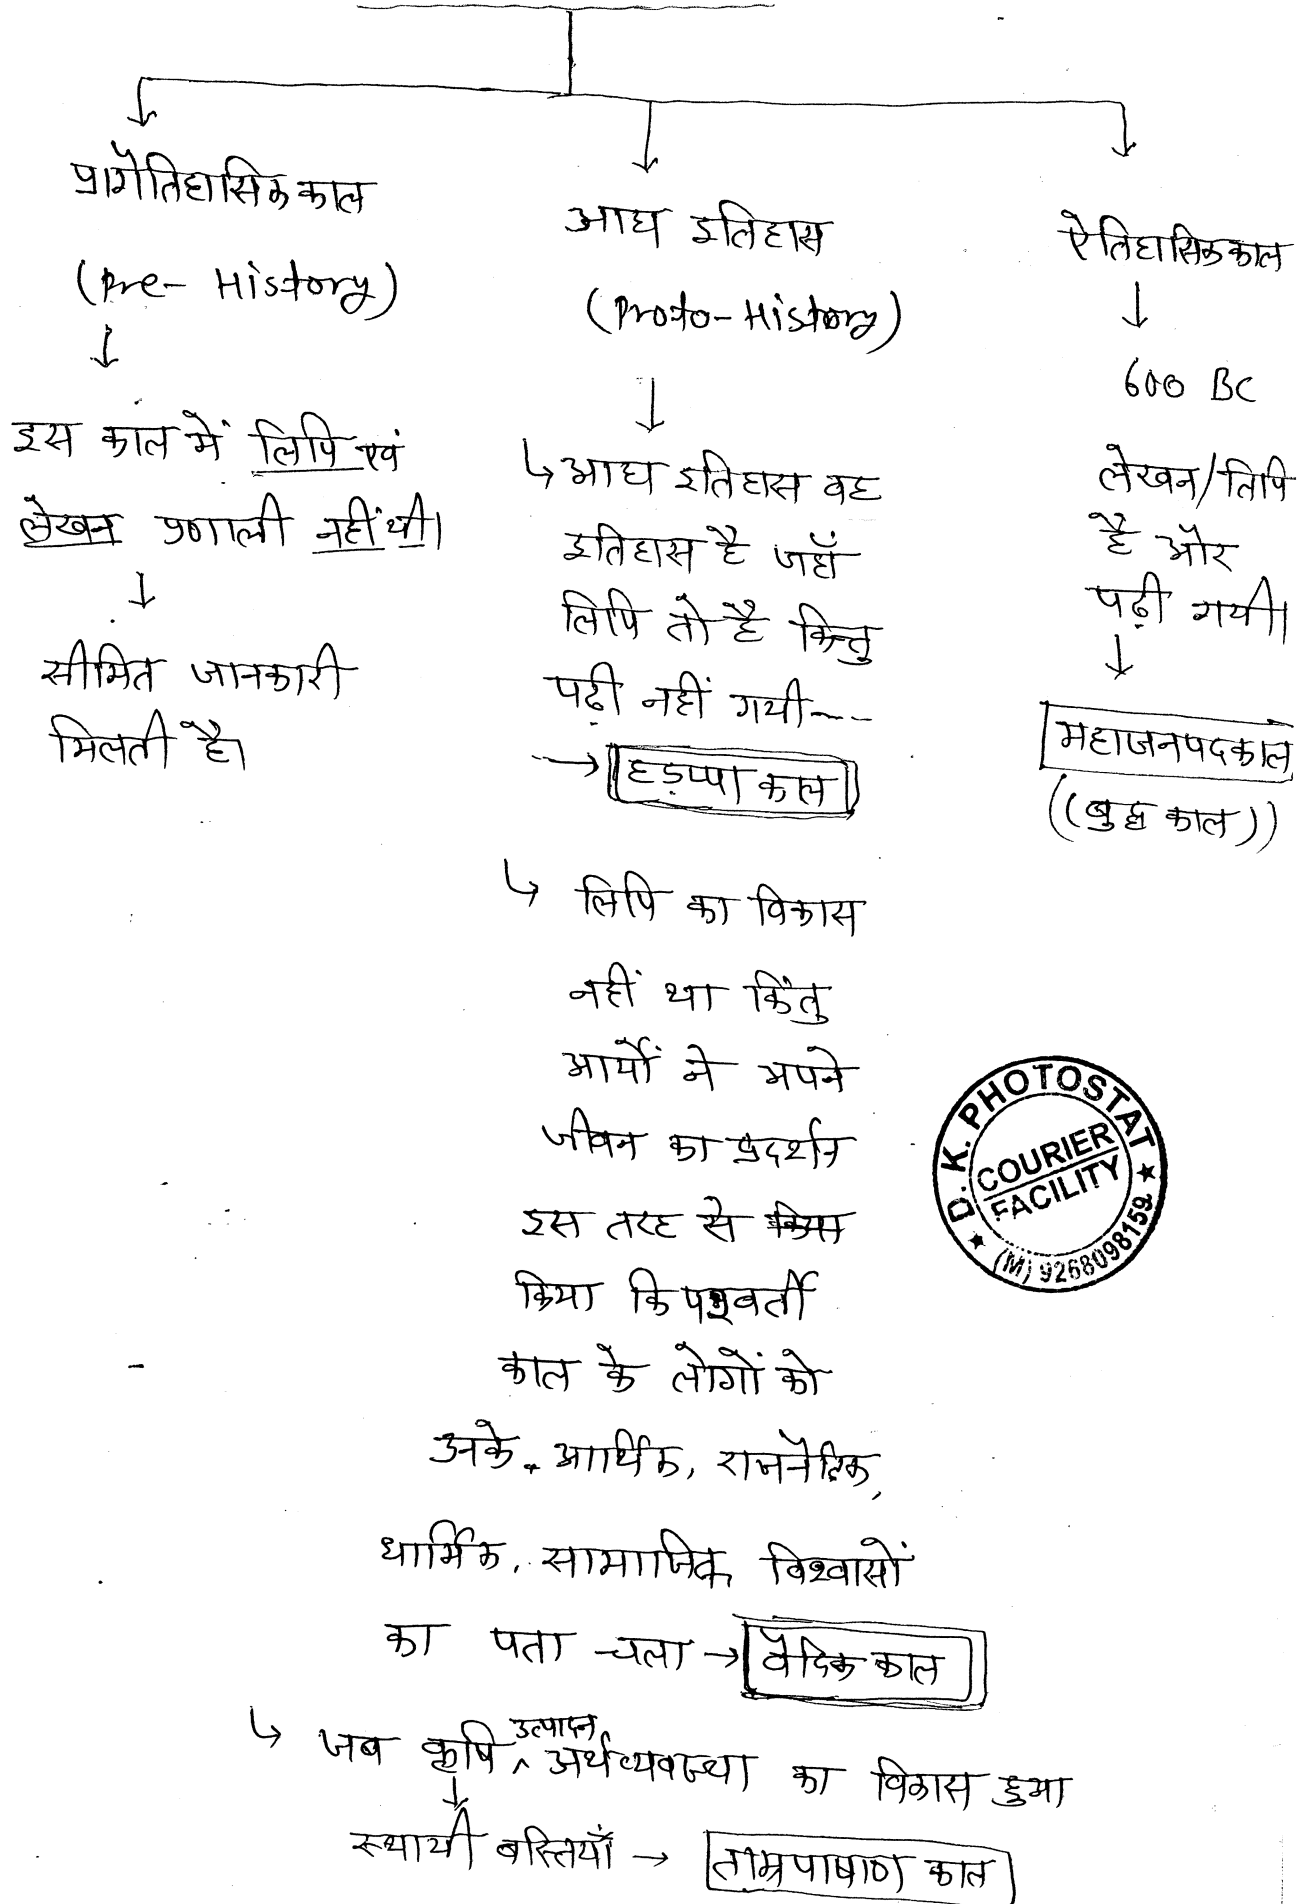 प्रागैतिहासिक काल
(Pre- History)
इस काल में लिपि एवं
लेखन प्रणाली नहीं थी।
सीमित जानकारी
मिलती है।
आद्य इतिहास
(Proto-History)
आद्य इतिहास वह
इतिहास है जहाँ
लिपि तो है किन्तु
पढ़ी नहीं गयी----
→ हड़प्पा काल
लिपि का विकास
नहीं था किंतु
आर्यों ने अपने
जीवन का प्रदर्शन
इस तरह से
किया कि परवर्ती
काल के लोगों को
उनके आर्थिक, राजनैतिक,
धार्मिक, सामाजिक विश्वासों
का पता चला → वैदिक काल
जब कृषि उत्पादन अर्थव्यवस्था का विकास हुआ
स्थायी बस्तियाँ → ताम्रपाषाण काल
ऐतिहासिक काल
600 BC
लेखन/लिपि
है और
पढ़ी गयी।
महाजनपद काल
((बुद्ध काल))
D. K. PHOTOSTAT
COURIER
FACILITY
(M) 9268098159